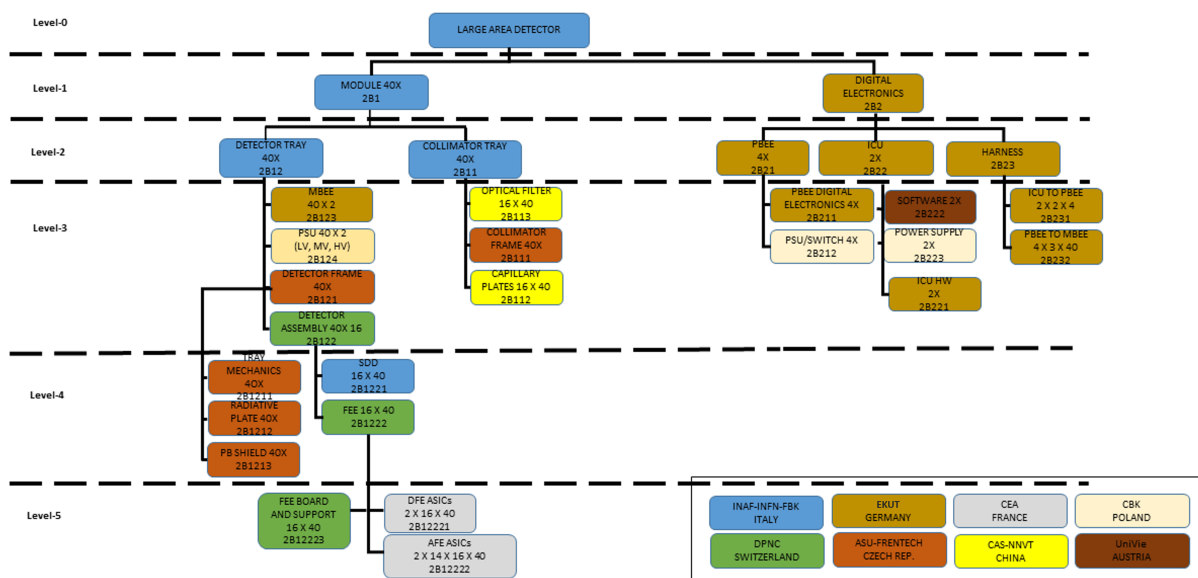 Level-0
LARGE AREA DETECTOR
Level-1
MODULE 40X
2B1
DIGITAL
ELECTRONICS
2B2
Level-2
DETECTOR TRAY
40X
2B12
COLLIMATOR TRAY
40X
2B11
PBEE
4X
2B21
ICU
2X
2B22
HARNESS
2B23
Level-3
MBEE
40 X 2
2B123
PSU 40 X 2
(LV, MV, HV)
2B124
DETECTOR FRAME
40X
2B121
DETECTOR
ASSEMBLY 40X 16
2B122
OPTICAL FILTER
16 X 40
2B113
COLLIMATOR
FRAME 40X
2B111
CAPILLARY
PLATES 16 X 40
2B112
PBEE DIGITAL
ELECTRONICS 4X
2B211
PSU/SWITCH 4X
2B212
SOFTWARE 2X
2B222
POWER SUPPLY
2X
2B223
ICU HW
2X
2B221
ICU TO PBEE
2 X 2 X 4
2B231
PBEE TO MBEE
4 X 3 X 40
2B232
Level-4
TRAY
MECHANICS
40X
2B1211
RADIATIVE
PLATE 40X
2B1212
PB SHIELD 40X
2B1213
SDD
16 X 40
2B1221
FEE 16 X 40
2B1222
Level-5
FEE BOARD
AND SUPPORT
16 X 40
2B12223
DFE ASICs
2 X 16 X 40
2B12221
AFE ASICs
2 X 14 X 16 X 40
2B12222
INAF-INFN-FBK
ITALY
EKUT
GERMANY
CEA
FRANCE
CBK
POLAND
DPNC
SWITZERLAND
ASU-FRENTECH
CZECH REP.
CAS-NNVT
CHINA
UniVie
AUSTRIA